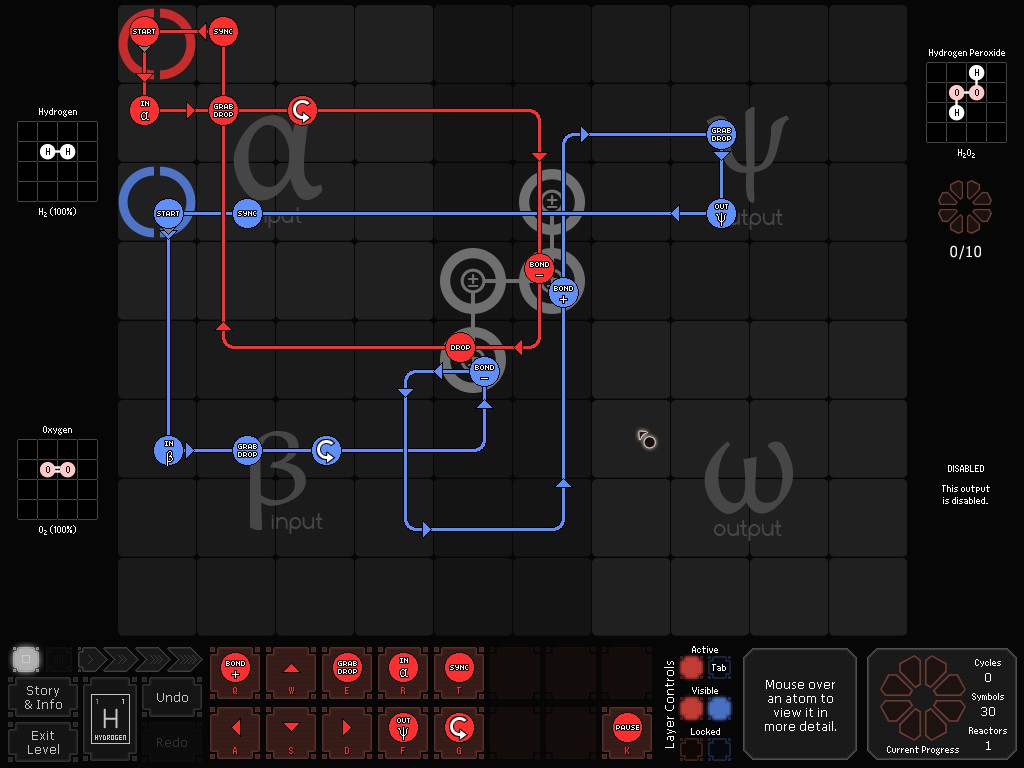 START
SYNC
IN
α
GRAB
DROP
α
input
Hydrogen
H H
H₂ (100%)
Hydrogen Peroxide
H
O O
H
H₂O₂
0/10
GRAB
DROP
ψ
output
OUT
ψ
START
SYNC
±
BOND
–
±
BOND
+
DROP
BOND
–
Oxygen
O O
O₂ (100%)
IN
β
GRAB
DROP
β
input
ω
output
DISABLED
This output
is disabled.
Story
& Info
Exit
Level
1 1
H
HYDROGEN
Undo
Redo
BOND
+
Q
W
GRAB
DROP
E
IN
α
R
SYNC
T
A
S
D
OUT
ψ
F
G
PAUSE
K
Layer Controls
Active
Tab
Visible
Locked
Mouse over
an atom to
view it in
more detail.
Current Progress
Cycles
0
Symbols
30
Reactors
1